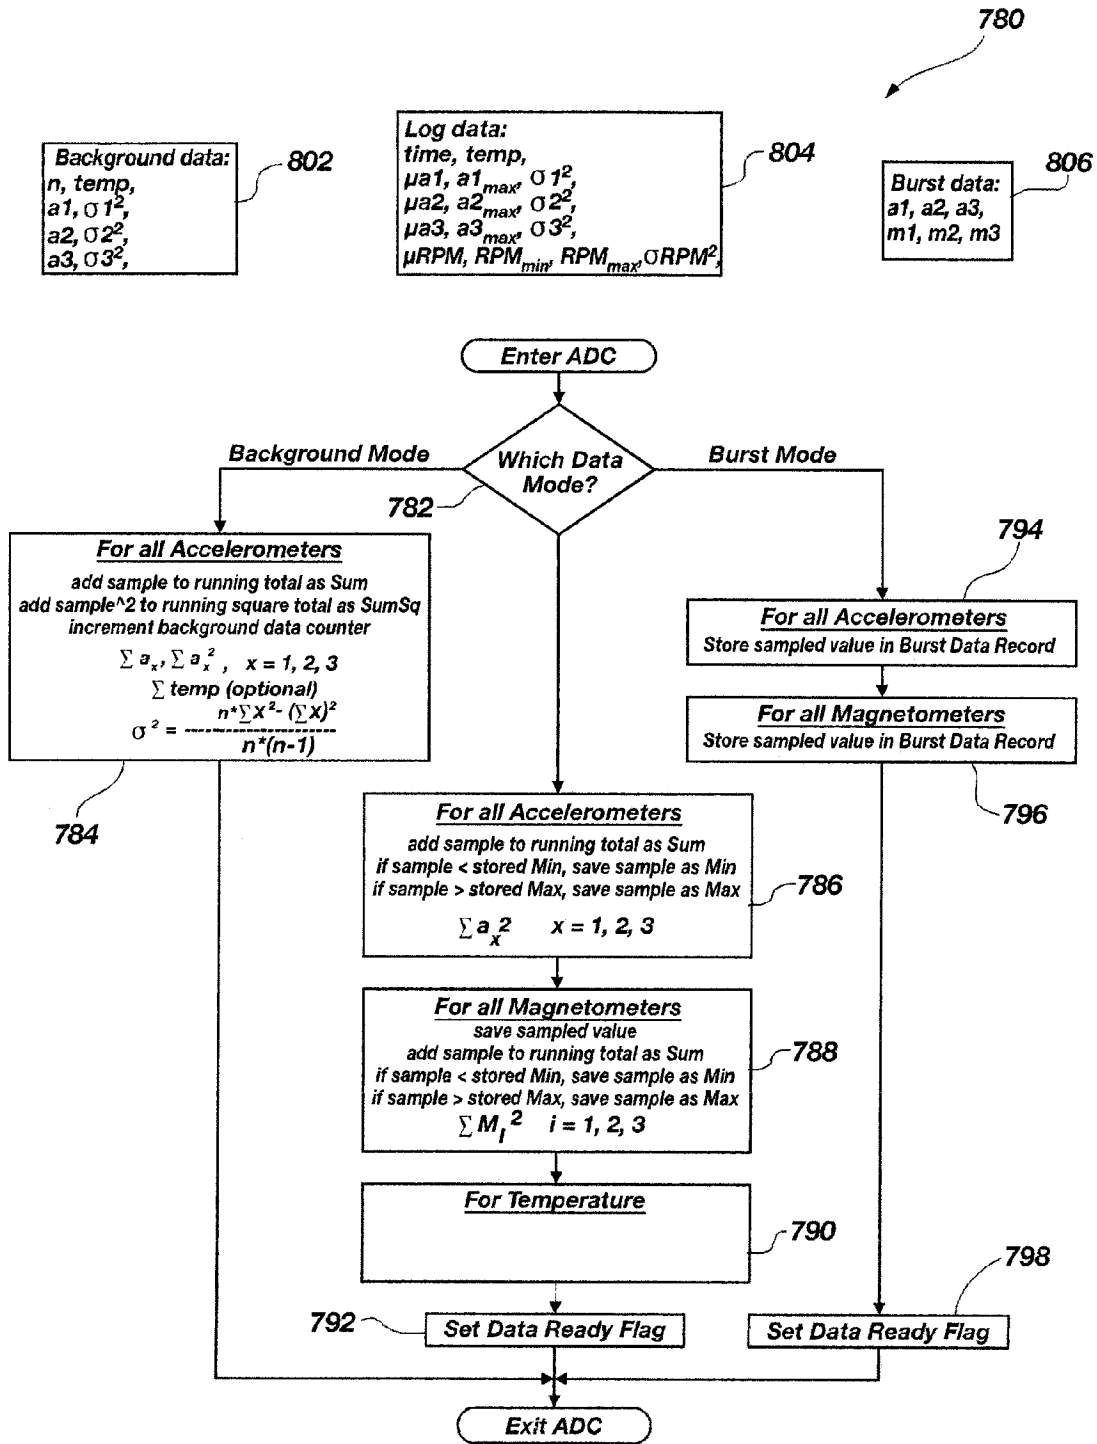 780
Background data:
n, temp,
a1, σ1²,
a2, σ2²,
a3, σ3²,
802
Log data:
time, temp,
µa1, a1max, σ1²,
µa2, a2max, σ2²,
µa3, a3max, σ3²,
µRPM, RPMmin, RPMmax, σRPM²,
804
Burst data:
a1, a2, a3,
m1, m2, m3
806
Enter ADC
Which Data
Mode?
782
Background Mode
Burst Mode
For all Accelerometers
add sample to running total as Sum
add sample^2 to running square total as SumSq
increment background data counter
∑ ax, ∑ ax², x = 1, 2, 3
∑ temp (optional)
σ² = n*∑X²- (∑X)²
n*(n-1)
784
794
For all Accelerometers
Store sampled value in Burst Data Record
For all Magnetometers
Store sampled value in Burst Data Record
796
For all Accelerometers
add sample to running total as Sum
if sample < stored Min, save sample as Min
if sample > stored Max, save sample as Max
∑ ax2 x = 1, 2, 3
786
For all Magnetometers
save sampled value
add sample to running total as Sum
if sample < stored Min, save sample as Min
if sample > stored Max, save sample as Max
∑ MI² i = 1, 2, 3
788
For Temperature
790
792
Set Data Ready Flag
798
Set Data Ready Flag
Exit ADC